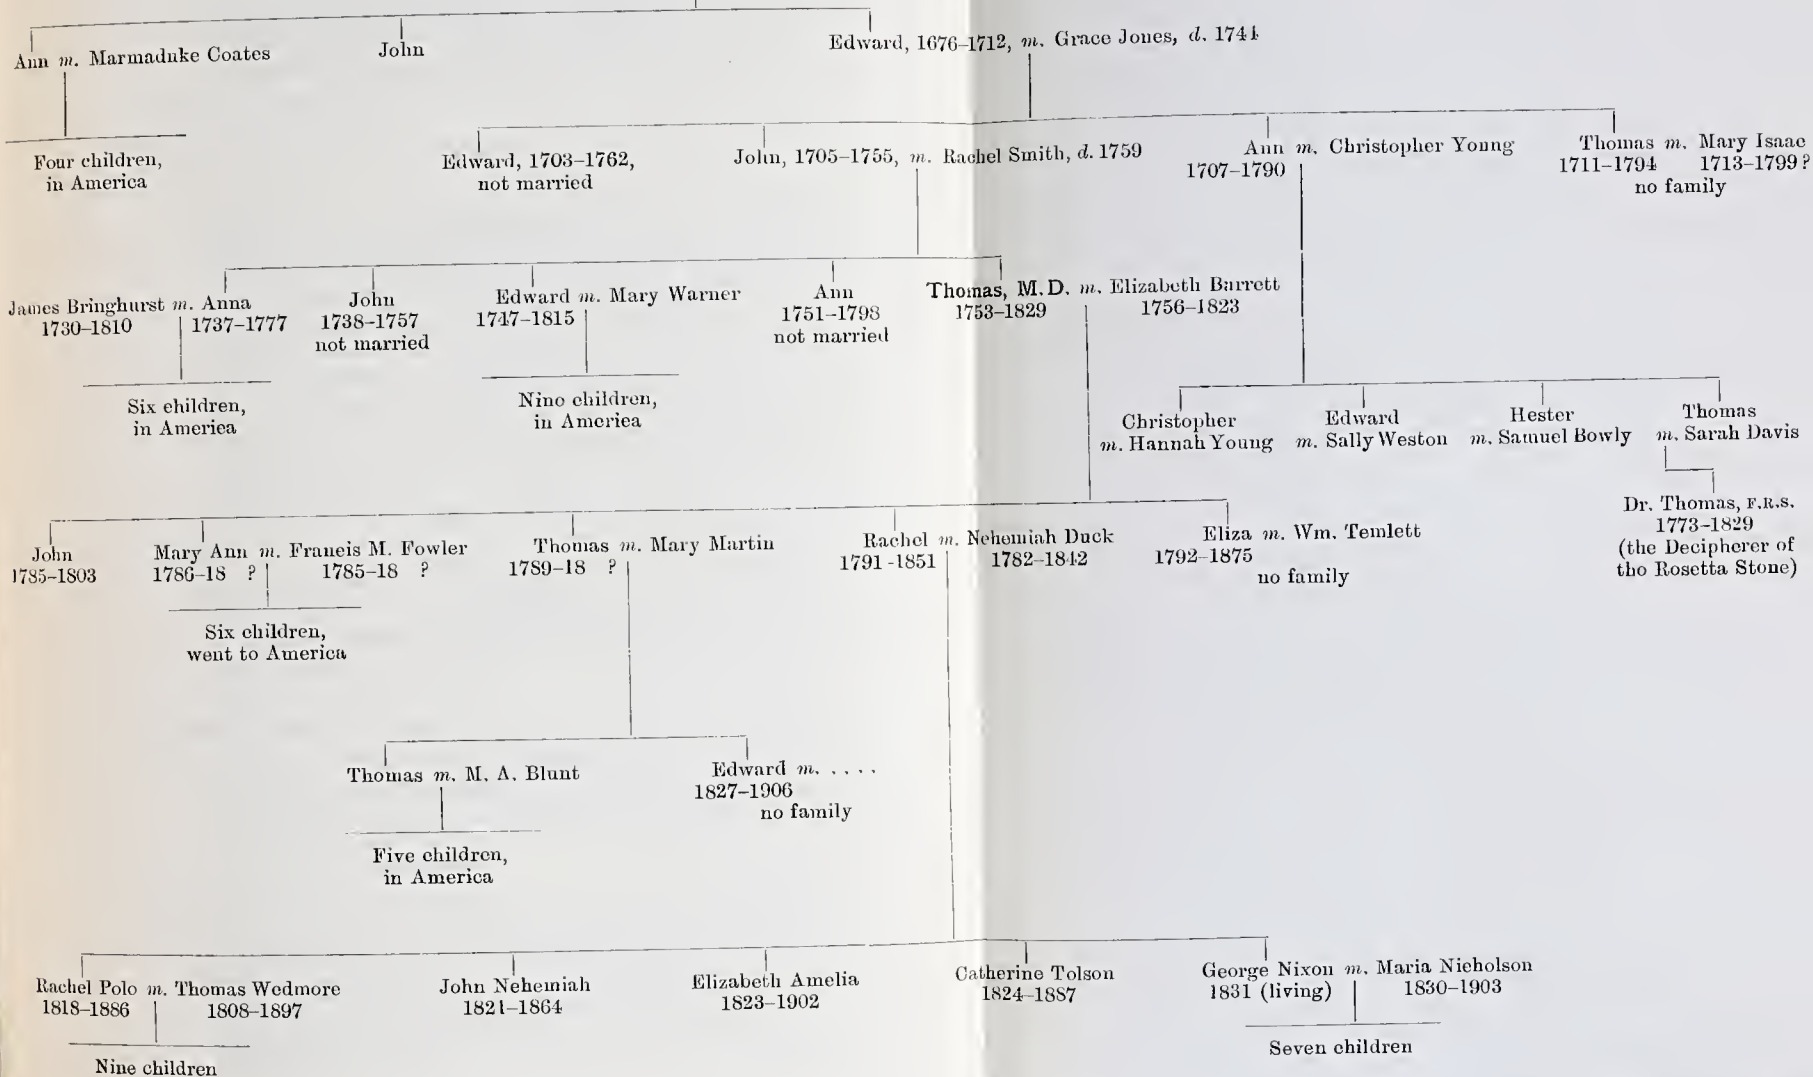 Ann m. Marmaduke Coates
John
Edward, 1676–1712, m. Grace Jones, d. 1741
Four children,
in America
Edward, 1703–1762,
not married
John, 1705–1755, m. Rachel Smith, d. 1759
Ann m. Christopher Young
1707–1790
Thomas m. Mary Isaac
1711–1794 1713–1799?
no family
James Bringhurst m. Anna
1730–1810 1737–1777
John
1738–1757
not married
Edward m. Mary Warner
1747–1815
Ann
1751–1798
not married
Thomas, M.D. m. Elizabeth Barrett
1753–1829 1756–1823
Six children,
in America
Nine children,
in America
Christopher
m. Hannah Young
Edward
m. Sally Weston
Hester
m. Samuel Bowly
Thomas
m. Sarah Davis
Dr. Thomas, F.R.S.
1773–1829
(the Decipherer of
the Rosetta Stone)
John
1785–1803
Mary Ann m. Francis M. Fowler
1786–18 ? 1785–18 ?
Thomas m. Mary Martin
1789–18 ?
Rachel m. Nehemiah Duck
1791–1851 1782–1842
Eliza m. Wm. Temlett
1792–1875
no family
Six children,
went to America
Thomas m. M. A. Blunt
Edward m. . . . .
1827–1906
no family
Five children,
in America
Rachel Polo m. Thomas Wedmore
1818–1886 1808–1897
John Nehemiah
1821–1864
Elizabeth Amelia
1823–1902
Catherine Tolson
1824–1887
George Nixon m. Maria Nicholson
1831 (living) 1830–1903
Nine children
Seven children